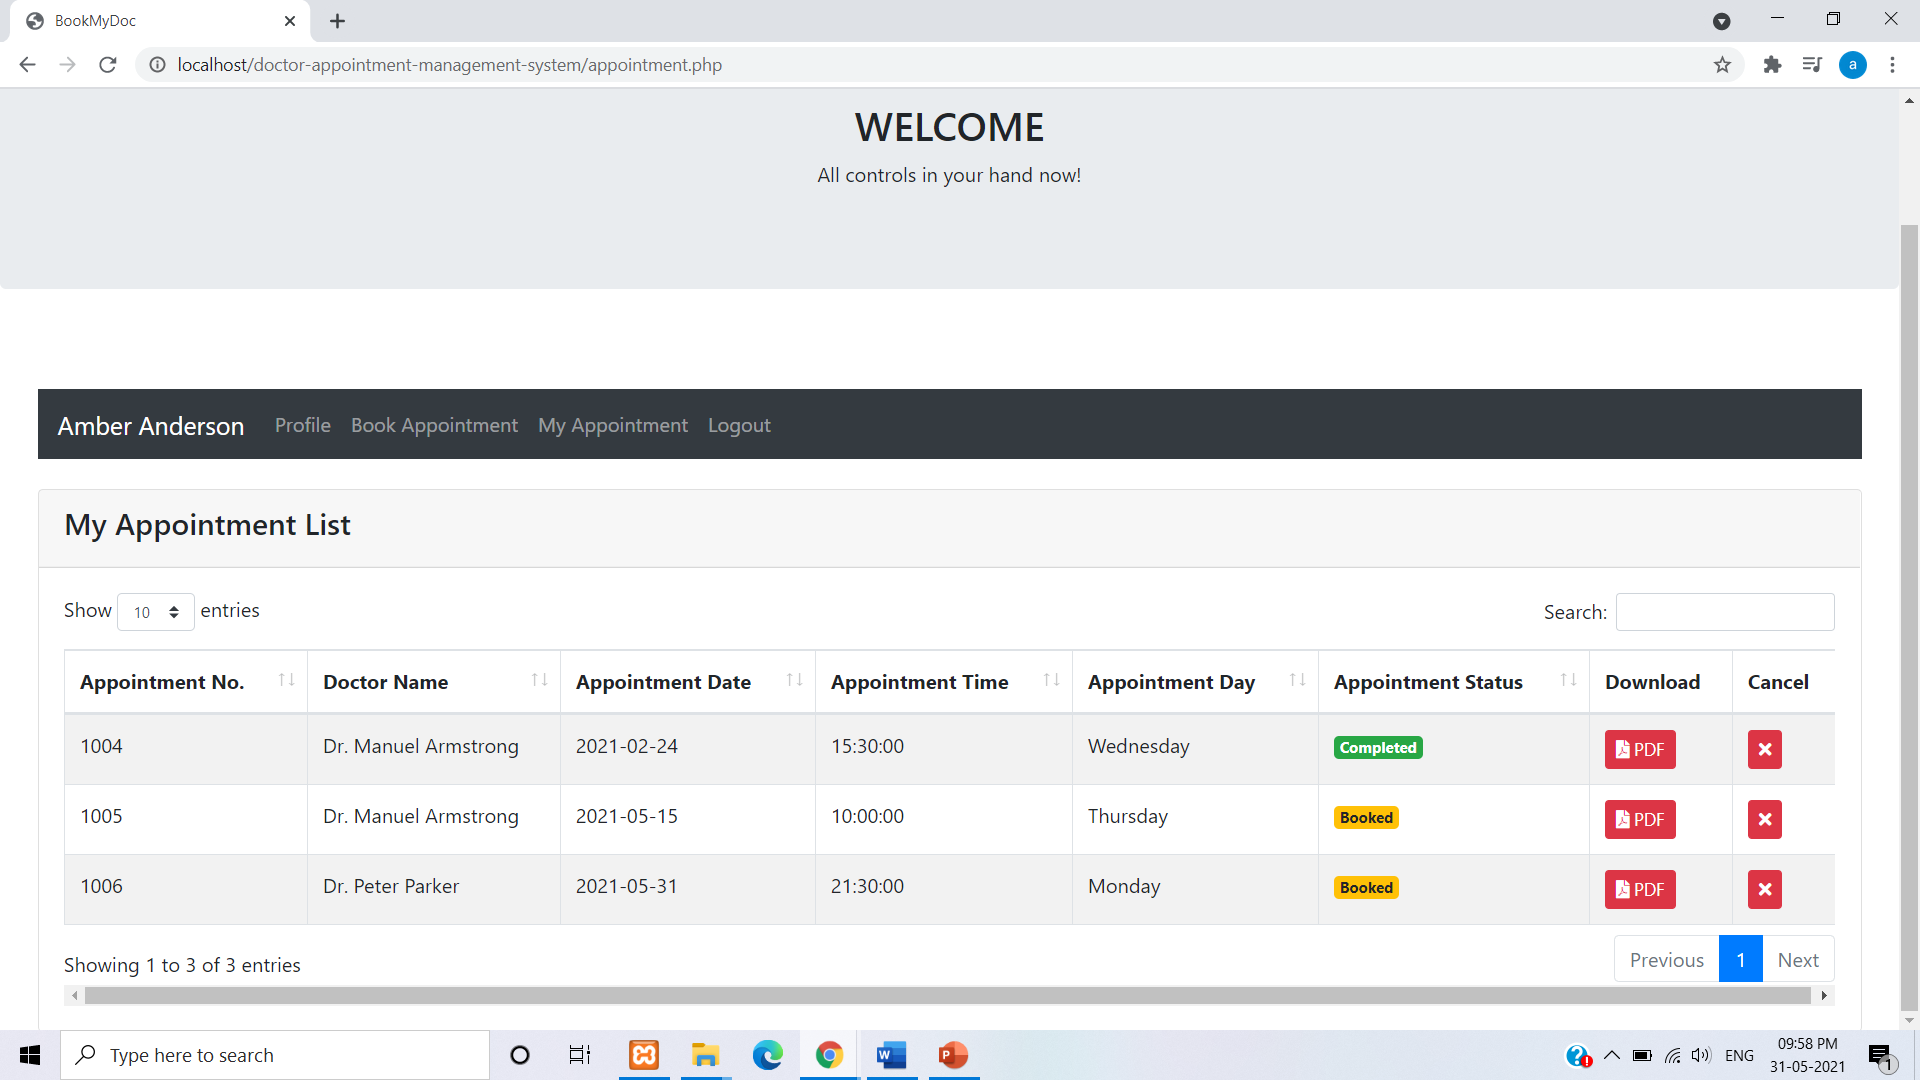 BookMyDoc
localhost/doctor-appointment-management-system/appointment.php
a
WELCOME
All controls in your hand now!
Amber Anderson Profile Book Appointment My Appointment Logout
My Appointment List
Show 10 entries Search:
Appointment No. Doctor Name Appointment Date Appointment Time Appointment Day Appointment Status Download Cancel
1004 Dr. Manuel Armstrong 2021-02-24 15:30:00 Wednesday Completed PDF
1005 Dr. Manuel Armstrong 2021-05-15 10:00:00 Thursday Booked PDF
1006 Dr. Peter Parker 2021-05-31 21:30:00 Monday Booked PDF
Showing 1 to 3 of 3 entries Previous 1 Next
Type here to search W P ENG 09:58 PM
31-05-2021 1